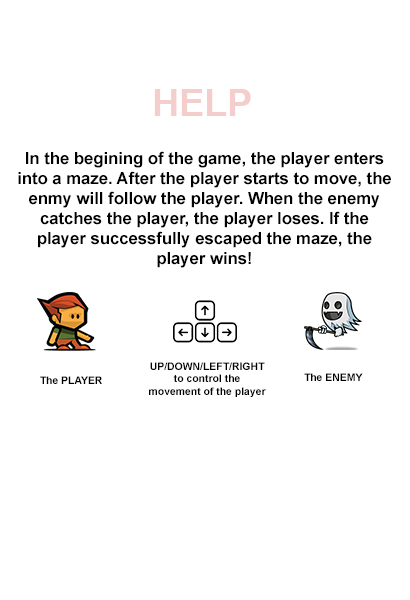 HELP
In the begining of the game, the player enters
into a maze. After the player starts to move, the
enmy will follow the player. When the enemy
catches the player, the player loses. If the
player successfully escaped the maze, the
player wins!
The PLAYER
UP/DOWN/LEFT/RIGHT
to control the
movement of the player
The ENEMY